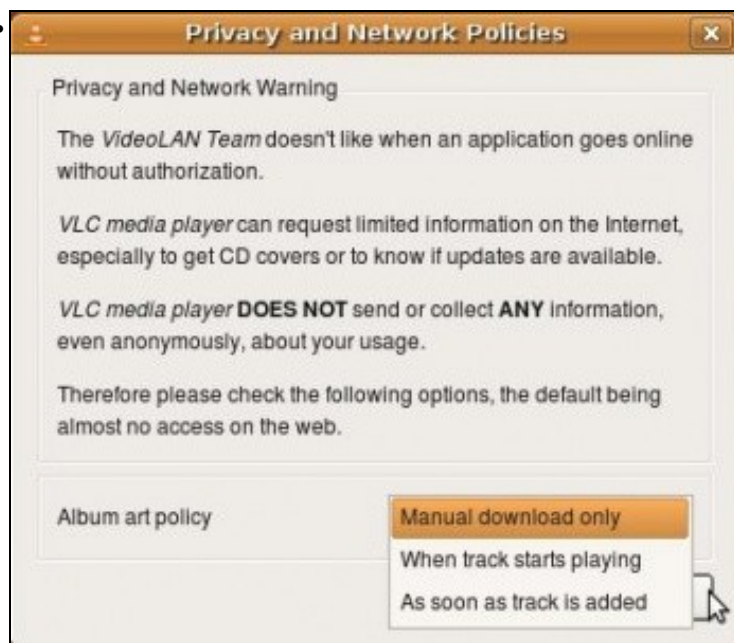 Privacy and Network Policies
Privacy and Network Warning
The VideoLAN Team doesn't like when an application goes online
without authorization.
VLC media player can request limited information on the Internet,
especially to get CD covers or to know if updates are available.
VLC media player DOES NOT send or collect ANY information,
even anonymously, about your usage.
Therefore please check the following options, the default being
almost no access on the web.
Album art policy
Manual download only
When track starts playing
As soon as track is added